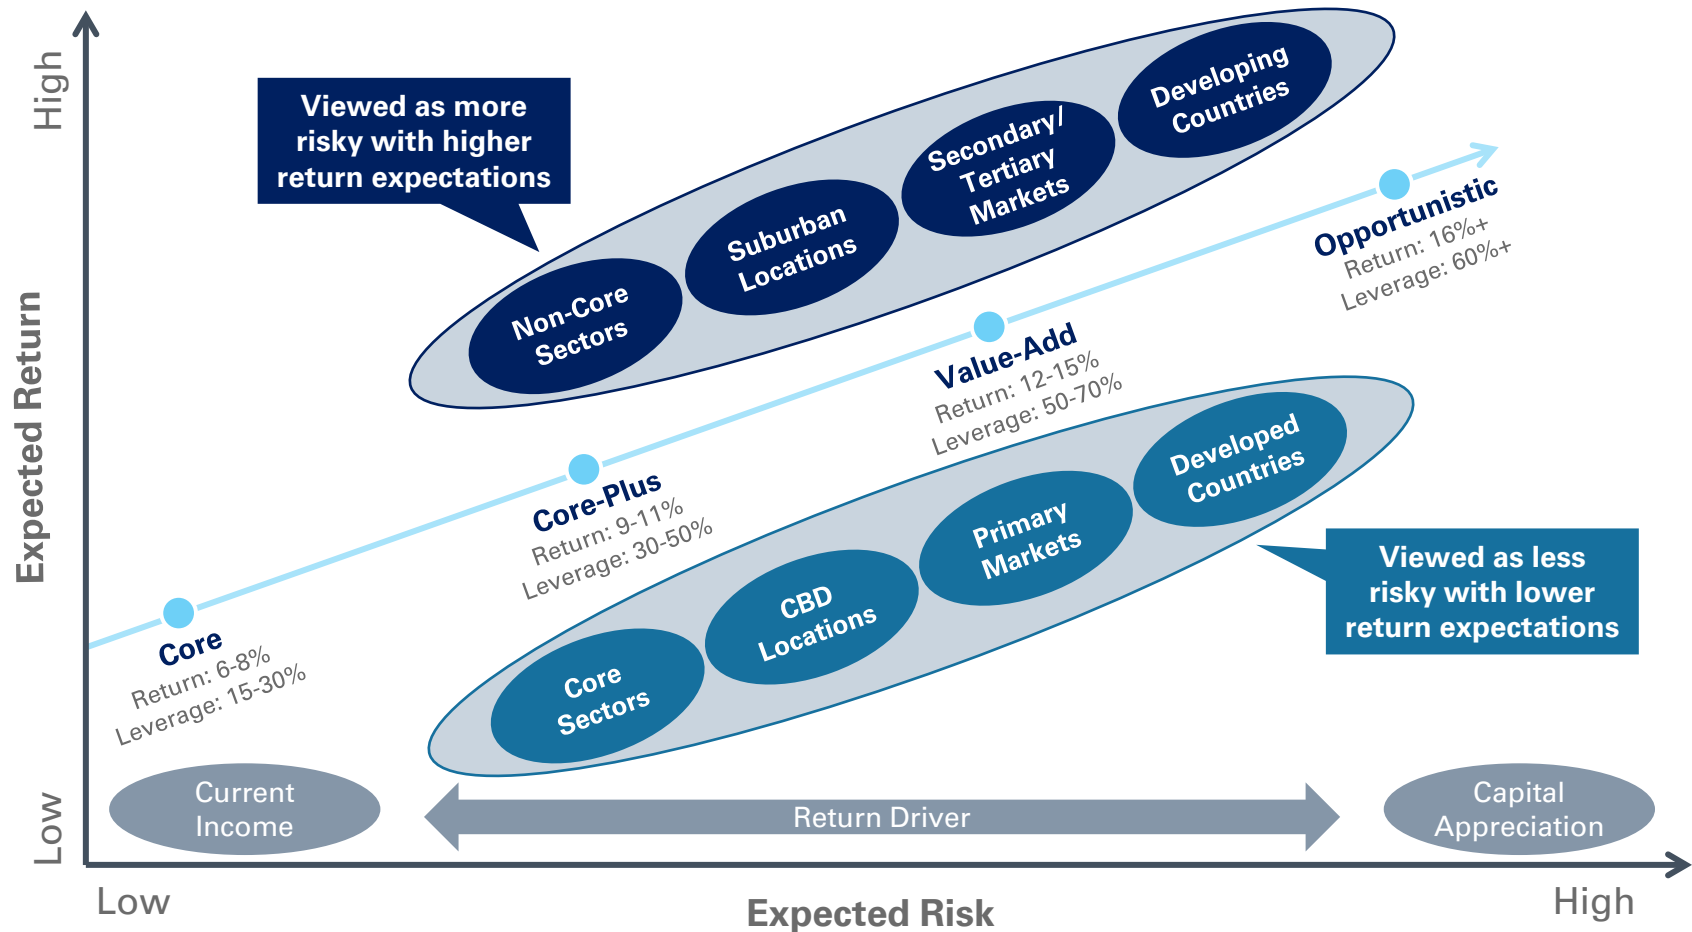 High
Expected Return
Low
Viewed as more
risky with higher
return expectations
Non-Core
Sectors
Suburban
Locations
Secondary/
Tertiary
Markets
Developing
Countries
Core
Return: 6-8%
Leverage: 15-30%
Core-Plus
Return: 9-11%
Leverage: 30-50%
Value-Add
Return: 12-15%
Leverage: 50-70%
Opportunistic
Return: 16%+
Leverage: 60%+
Core
Sectors
CBD
Locations
Primary
Markets
Developed
Countries
Viewed as less
risky with lower
return expectations
Current
Income
Return Driver
Capital
Appreciation
Low
Expected Risk
High